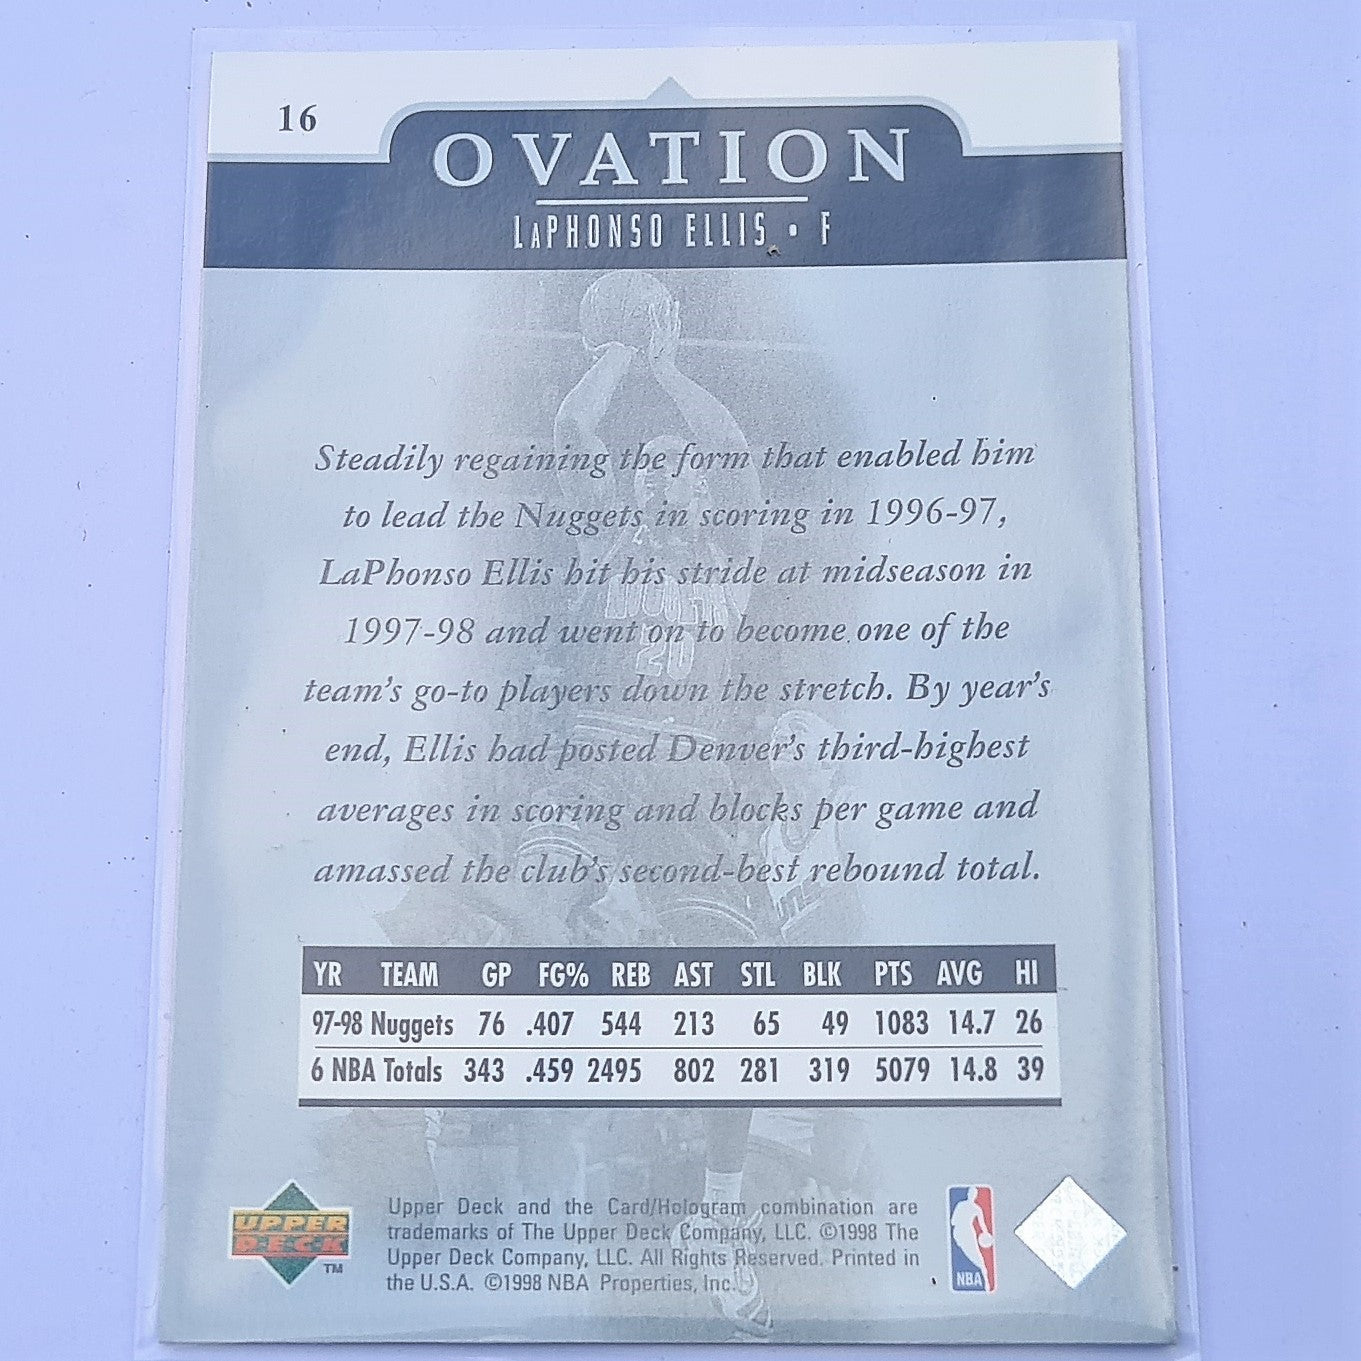 16
OVATION
LaPHONSO ELLIS • F
Steadily regaining the form that enabled him
to lead the Nuggets in scoring in 1996-97,
LaPhonso Ellis hit his stride at midseason in
1997-98 and went on to become one of the
team's go-to players down the stretch. By year's
end, Ellis had posted Denver's third-highest
averages in scoring and blocks per game and
amassed the club's second-best rebound total.
YR TEAM GP FG% REB AST STL BLK PTS AVG HI
97-98 Nuggets 76 .407 544 213 65 49 1083 14.7 26
6 NBA Totals 343 .459 2495 802 281 319 5079 14.8 39
UPPER
DECK
TM
Upper Deck and the Card/Hologram combination are
trademarks of The Upper Deck Company, LLC. ©1998 The
Upper Deck Company, LLC. All Rights Reserved. Printed in
the U.S.A. ©1998 NBA Properties, Inc.
NBA
20